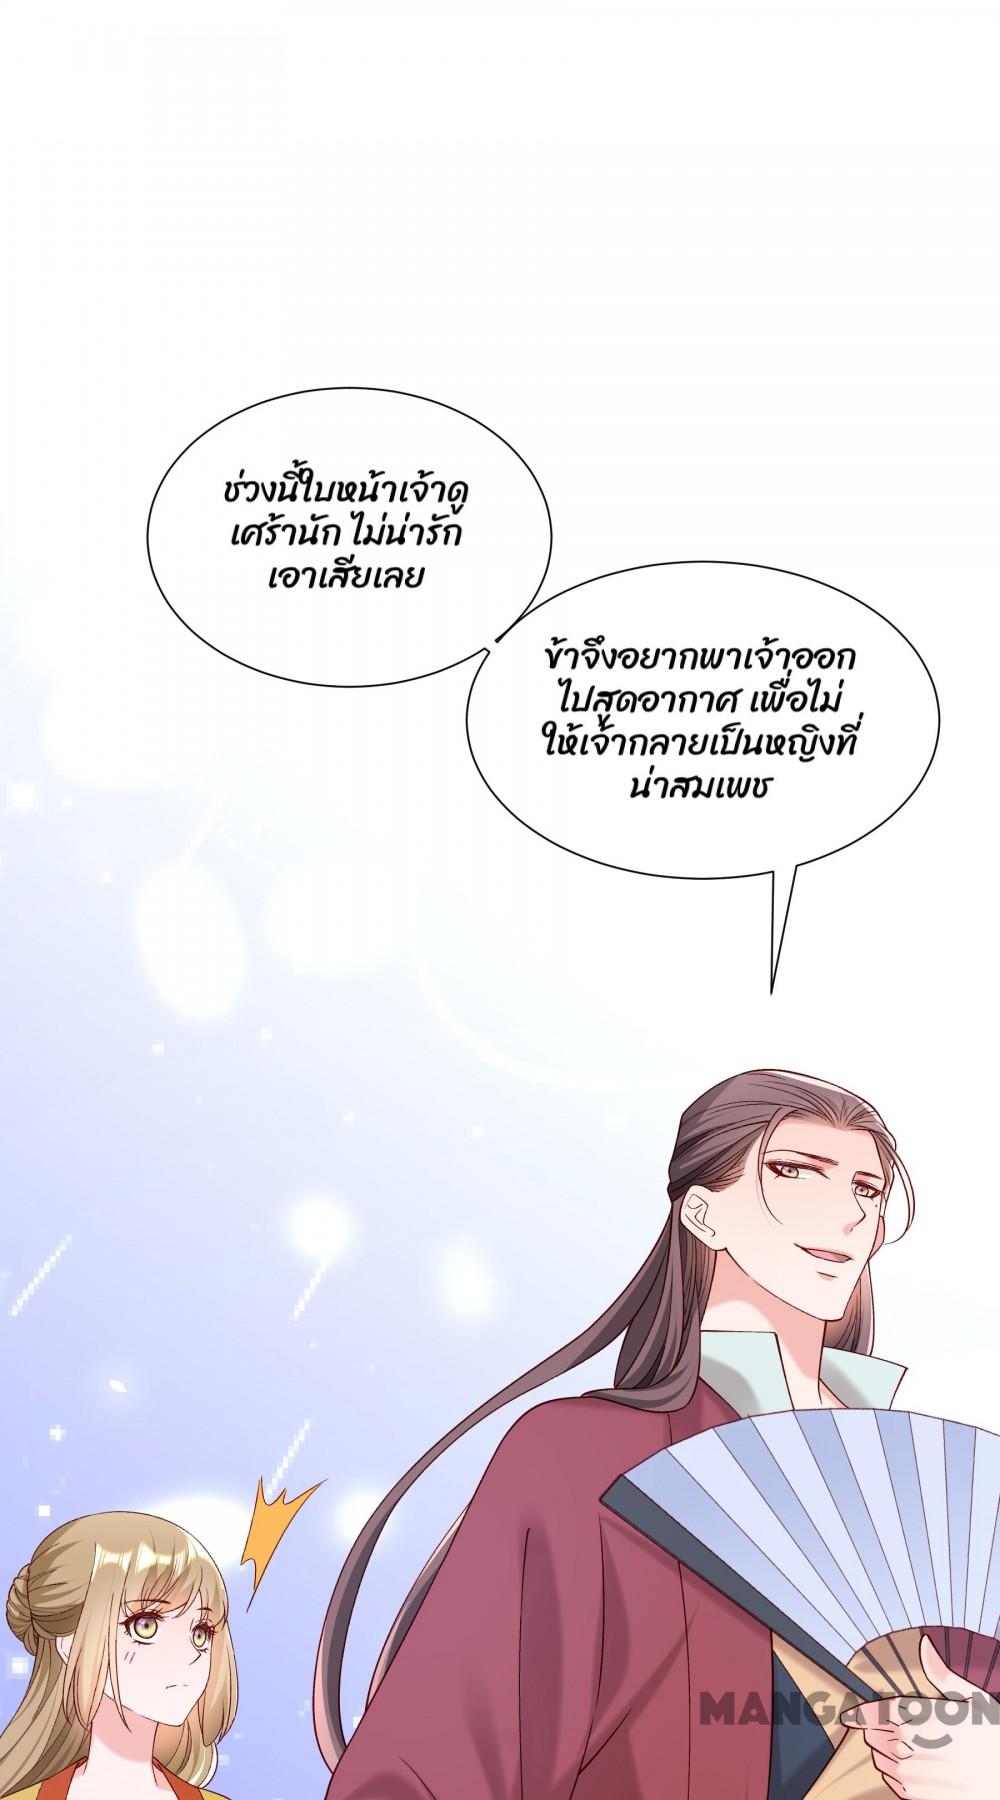 ช่วงนี้ใบหน้าเจ้าดู
เศร้านัก ไม่น่ารัก
เอาเสียเลย
ข้าจึงอยากพาเจ้าออก
ไปสูดอากาศ เพื่อไม่
ให้เจ้ากลายเป็นหญิงที่
น่าสมเพช
MANGATOON